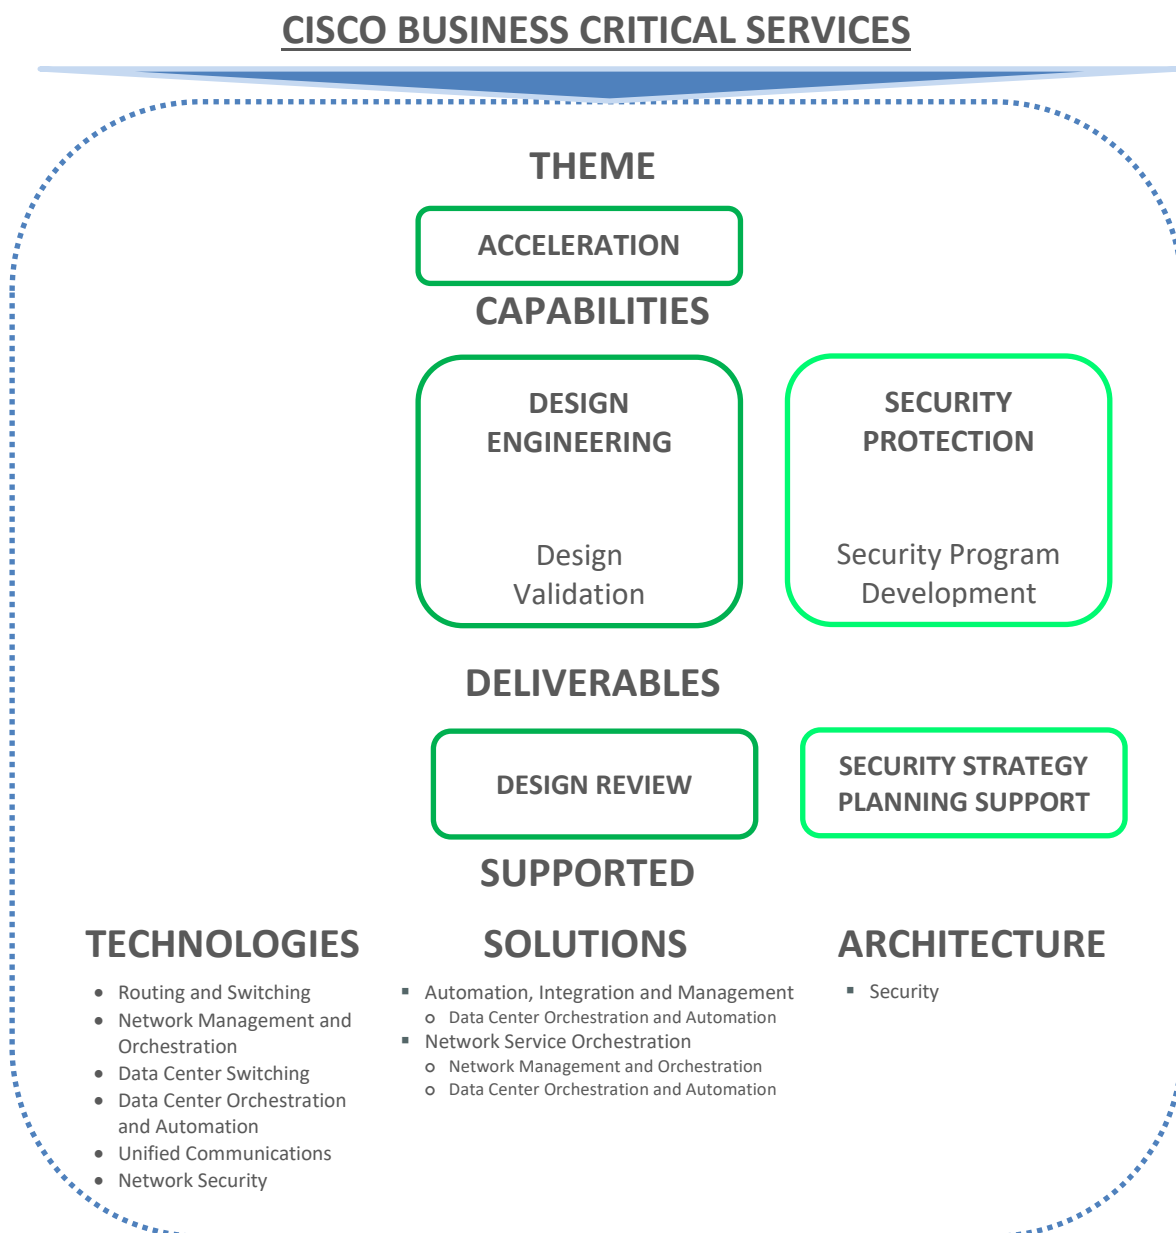 CISCO BUSINESS CRITICAL SERVICES
THEME
ACCELERATION
CAPABILITIES
DESIGN
ENGINEERING
Design
Validation
SECURITY
PROTECTION
Security Program
Development
DELIVERABLES
DESIGN REVIEW
SECURITY STRATEGY
PLANNING SUPPORT
SUPPORTED
TECHNOLOGIES
• Routing and Switching
• Network Management and
Orchestration
• Data Center Switching
• Data Center Orchestration
and Automation
• Unified Communications
• Network Security
SOLUTIONS
▪ Automation, Integration and Management
o Data Center Orchestration and Automation
▪ Network Service Orchestration
o Network Management and Orchestration
o Data Center Orchestration and Automation
ARCHITECTURE
▪ Security